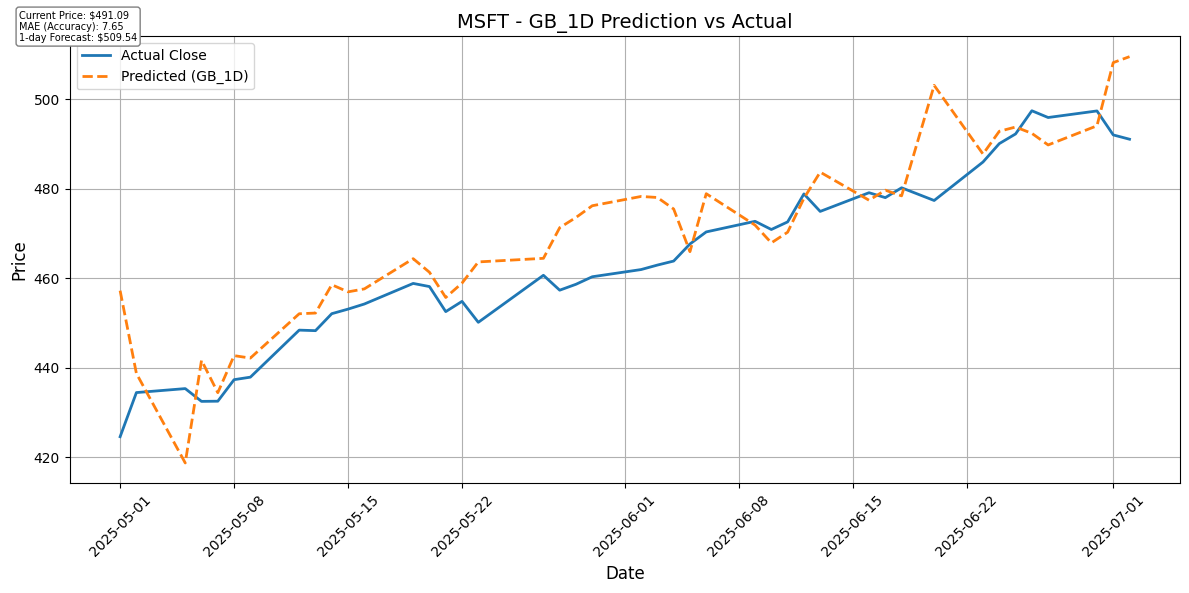 MSFT - GB_1D Prediction vs Actual
Current Price: $491.09
MAE (Accuracy): 7.65
1-day Forecast: $509.54
Actual Close
Predicted (GB_1D)
Price
500
480
460
440
420
2025-05-01
2025-05-08
2025-05-15
2025-05-22
2025-06-01
2025-06-08
2025-06-15
2025-06-22
2025-07-01
Date